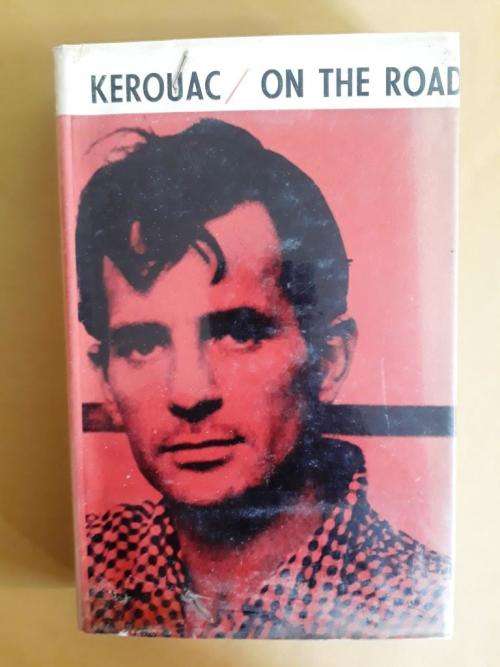 KEROUAC / ON THE ROAD